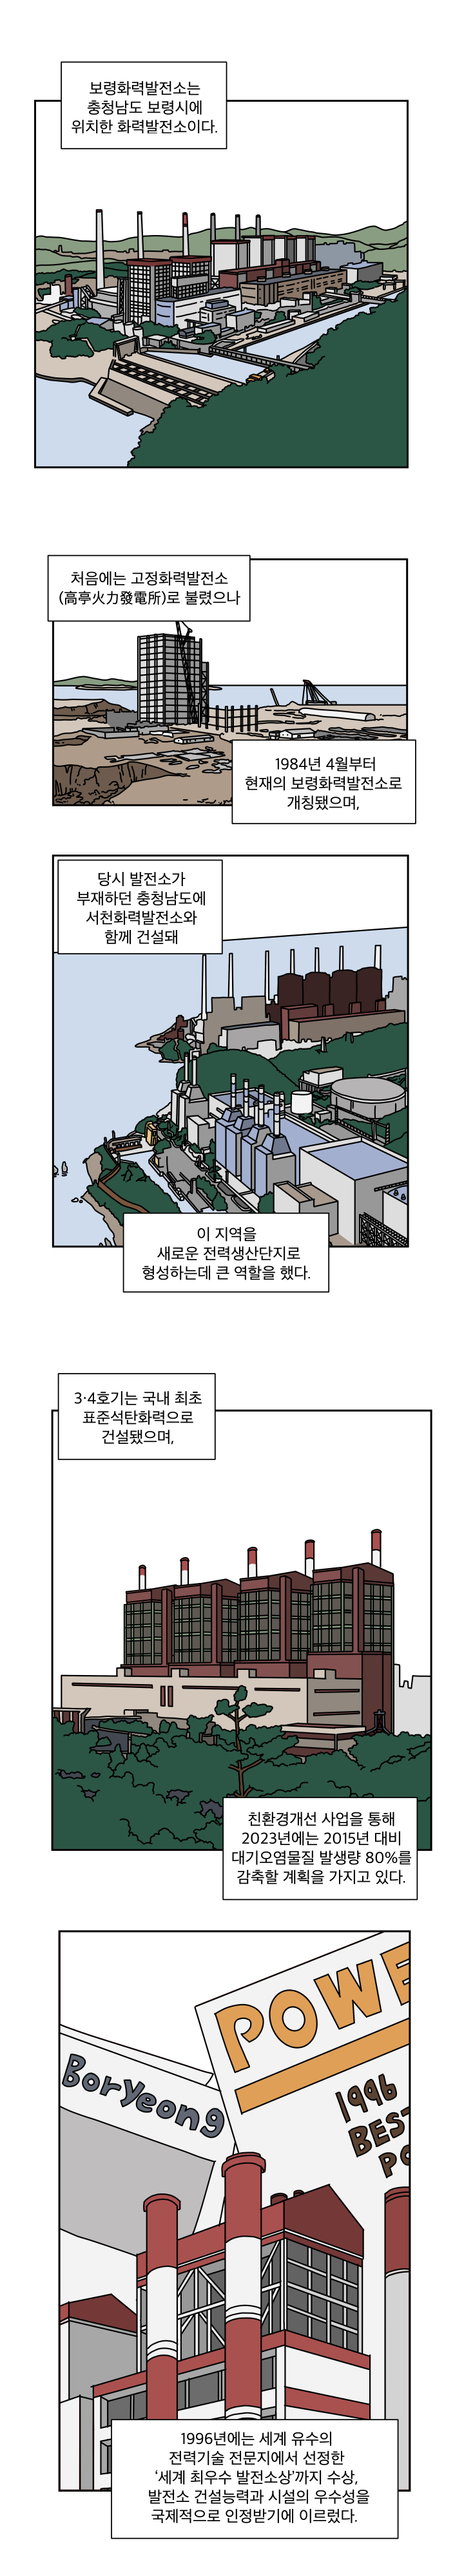 보령화력발전소는
충청남도 보령시에
위치한 화력발전소이다.
처음에는 고정화력발전소
(高亭火力發電所)로 불렸으나
1984년 4월부터
현재의 보령화력발전소로
개칭됐으며,
당시 발전소가
부재하던 충청남도에
서천화력발전소와
함께 건설돼
이 지역을
새로운 전력생산단지로
형성하는데 큰 역할을 했다.
3·4호기는 국내 최초
표준석탄화력으로
건설됐으며,
친환경개선 사업을 통해
2023년에는 2015년 대비
대기오염물질 발생량 80%를
감축할 계획을 가지고 있다.
POWE
Boryeong
1996
BES
PO
1996년에는 세계 유수의
전력기술 전문지에서 선정한
‘세계 최우수 발전소상’까지 수상,
발전소 건설능력과 시설의 우수성을
국제적으로 인정받기에 이르렀다.